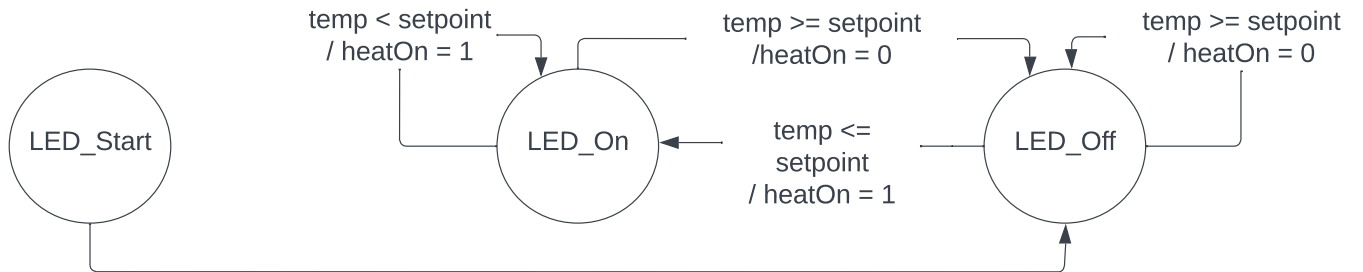 temp < setpoint
/ heatOn = 1
temp >= setpoint
/heatOn = 0
temp >= setpoint
/ heatOn = 0
LED_Start
LED_On
temp <=
setpoint
/ heatOn = 1
LED_Off